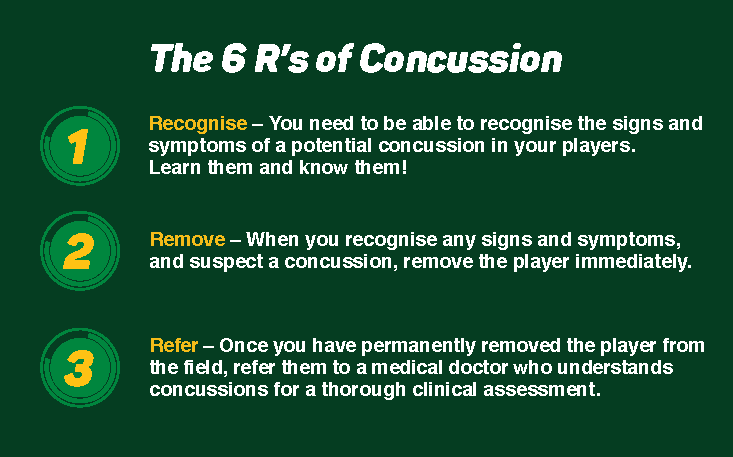 The 6 R's of Concussion
1
Recognise – You need to be able to recognise the signs and
symptoms of a potential concussion in your players.
Learn them and know them!
2
Remove – When you recognise any signs and symptoms,
and suspect a concussion, remove the player immediately.
3
Refer – Once you have permanently removed the player from
the field, refer them to a medical doctor who understands
concussions for a thorough clinical assessment.